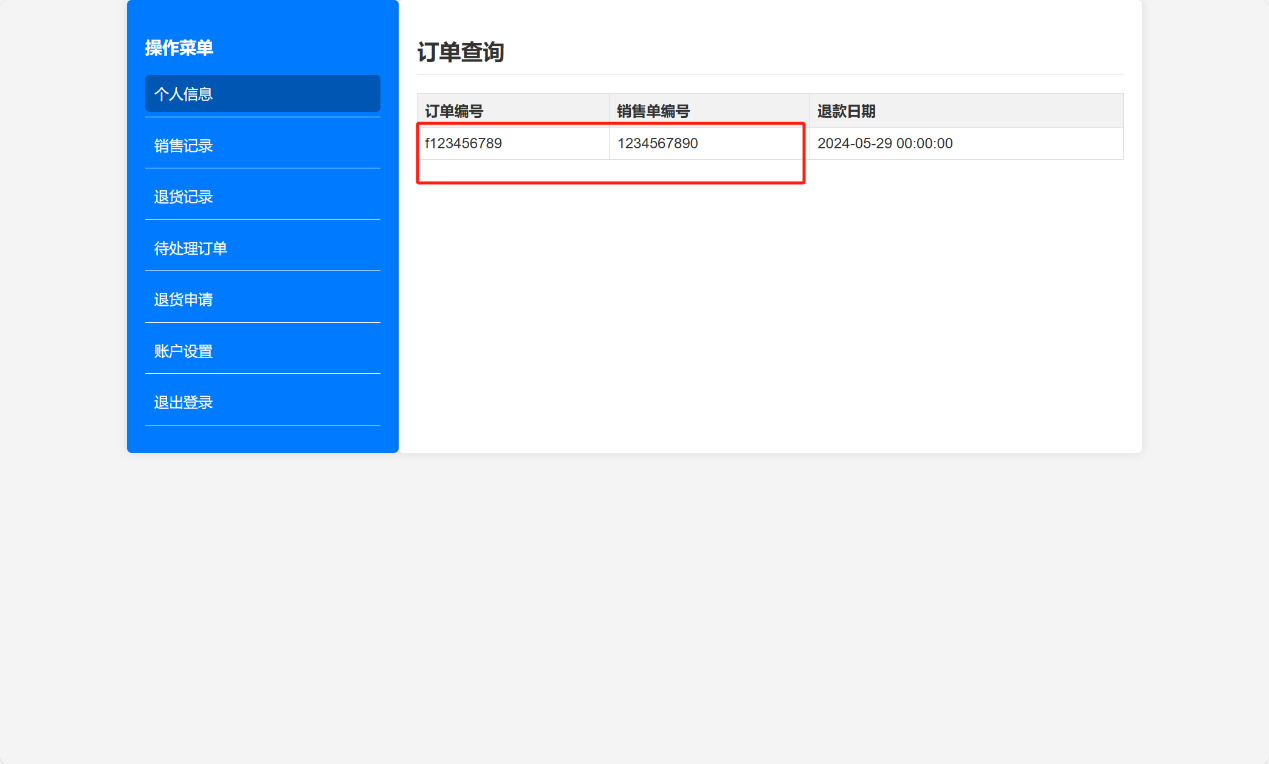 操作菜单
个人信息
销售记录
退货记录
待处理订单
退货申请
账户设置
退出登录
订单查询
订单编号 销售单编号 退款日期
f123456789 1234567890 2024-05-29 00:00:00